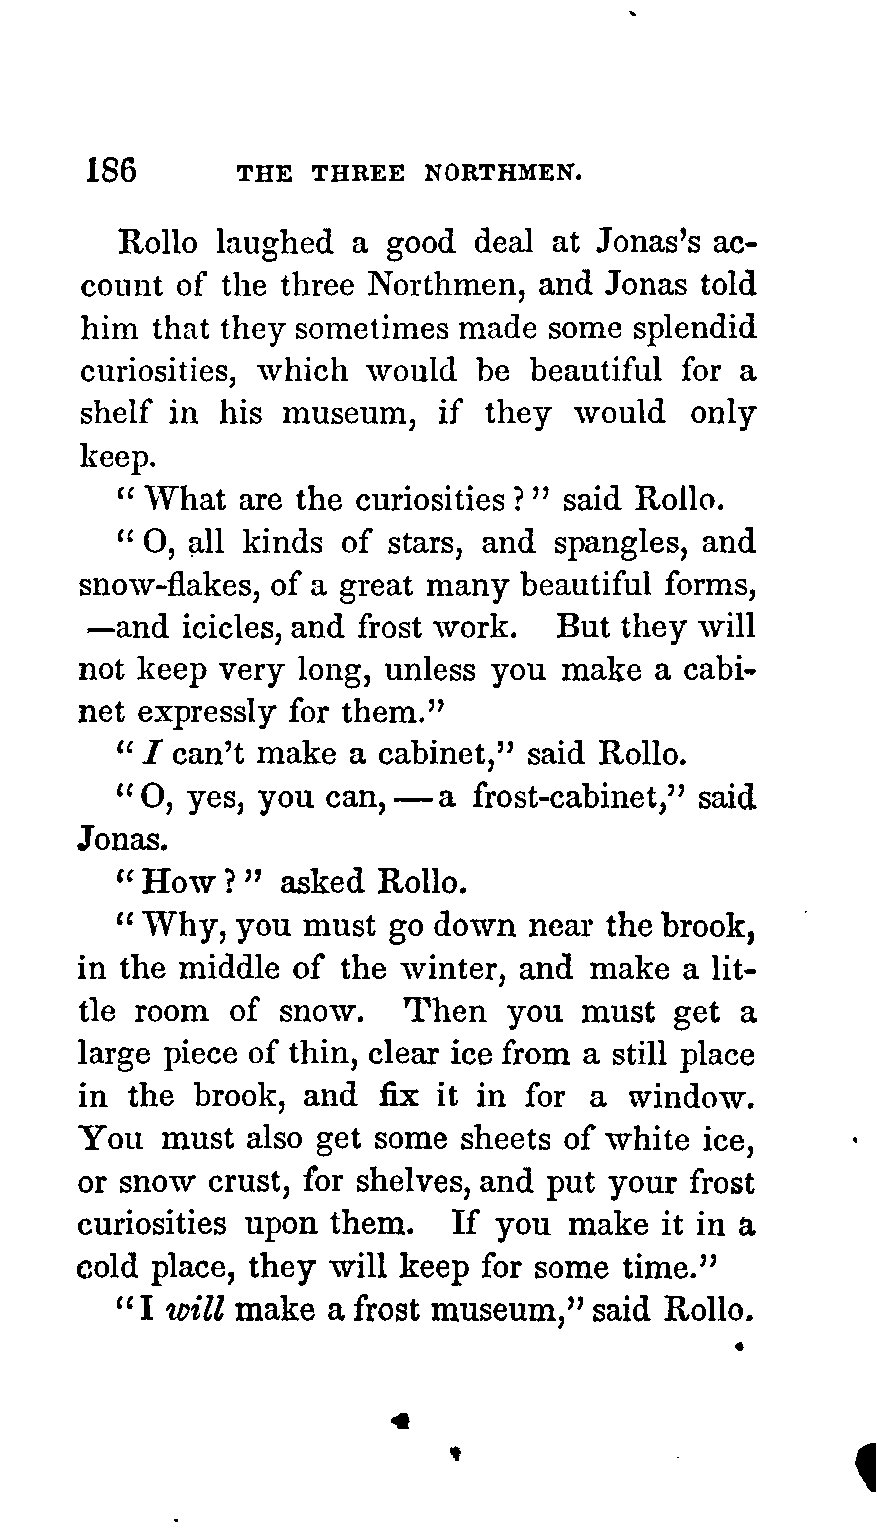 186 THE THREE NORTHMEN.
Rollo laughed a good deal at Jonas's ac-
count of the three Northmen, and Jonas told
him that they sometimes made some splendid
curiosities, which would be beautiful for a
shelf in his museum, if they would only
keep.
“ What are the curiosities ? ” said Rollo.
“ O, all kinds of stars, and spangles, and
snow-flakes, of a great many beautiful forms,
—and icicles, and frost work. But they will
not keep very long, unless you make a cabi-
net expressly for them.”
“ I can't make a cabinet,” said Rollo.
“ O, yes, you can, — a frost-cabinet,” said
Jonas.
“ How ? ” asked Rollo.
“ Why, you must go down near the brook,
in the middle of the winter, and make a lit-
tle room of snow. Then you must get a
large piece of thin, clear ice from a still place
in the brook, and fix it in for a window.
You must also get some sheets of white ice,
or snow crust, for shelves, and put your frost
curiosities upon them. If you make it in a
cold place, they will keep for some time.”
“ I will make a frost museum,” said Rollo.